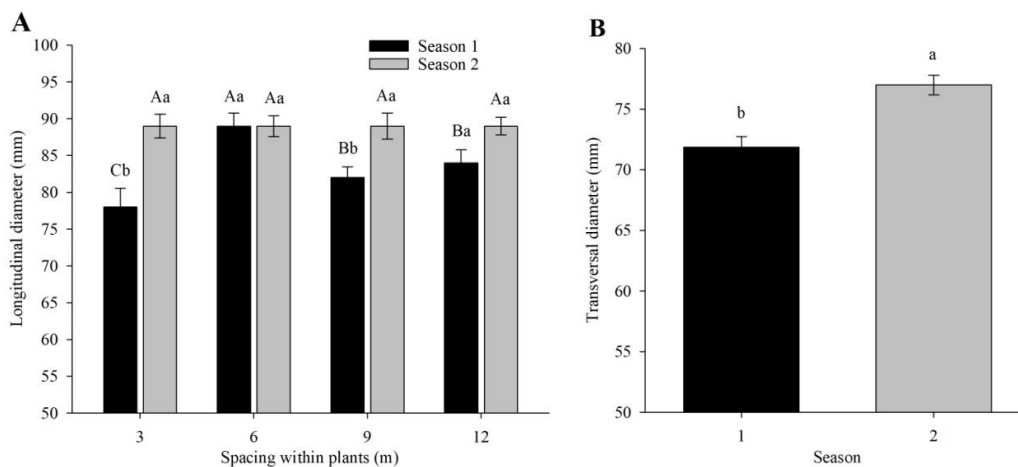 A
Longitudinal diameter (mm)
100
95
90
85
80
75
70
65
60
55
50
Season 1
Season 2
Cb
Aa
Aa
Aa
Bb
Aa
Ba
Aa
3
6
9
12
Spacing within plants (m)
B
Transversal diameter (mm)
80
75
70
65
60
55
50
b
a
1
2
Season